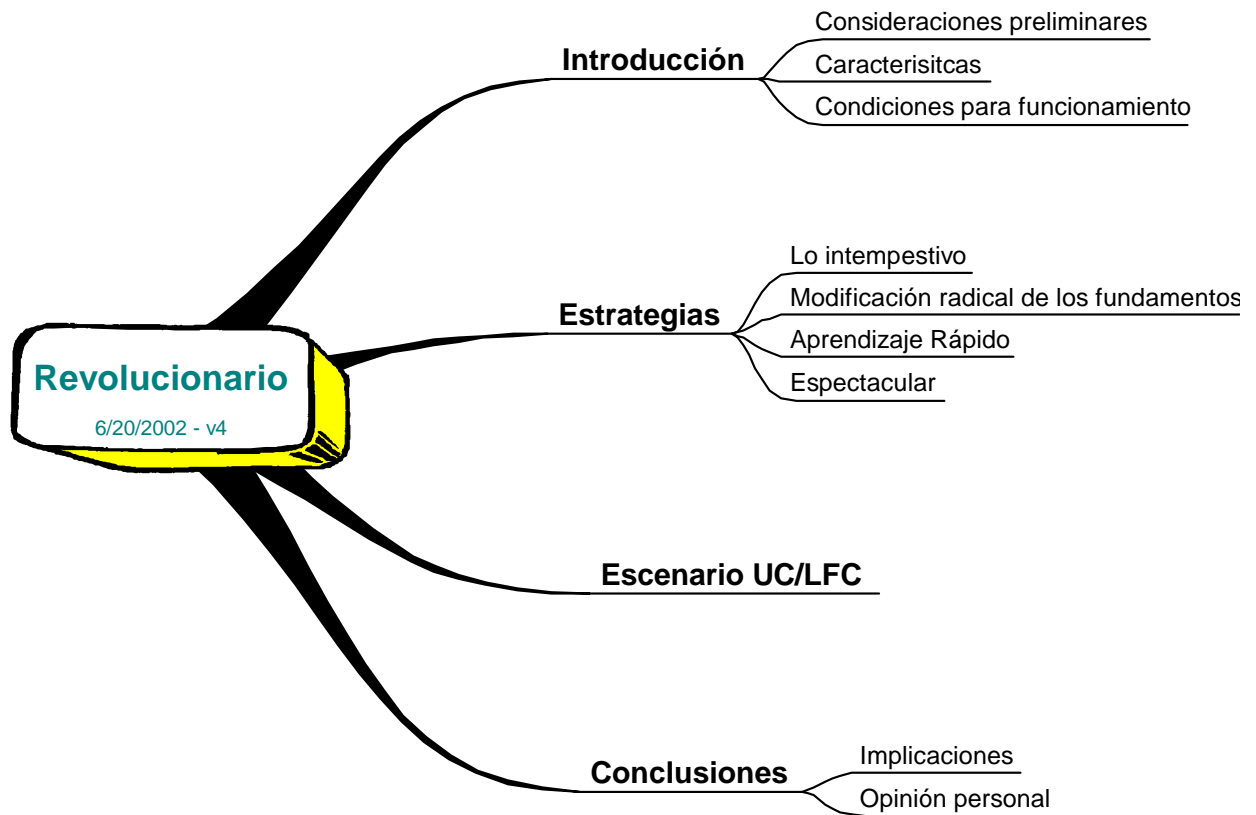 Revolucionario
6/20/2002 - v4
Introducción
Consideraciones preliminares
Caracterisitcas
Condiciones para funcionamiento
Estrategias
Lo intempestivo
Modificación radical de los fundamentos
Aprendizaje Rápido
Espectacular
Escenario UC/LFC
Conclusiones
Implicaciones
Opinión personal